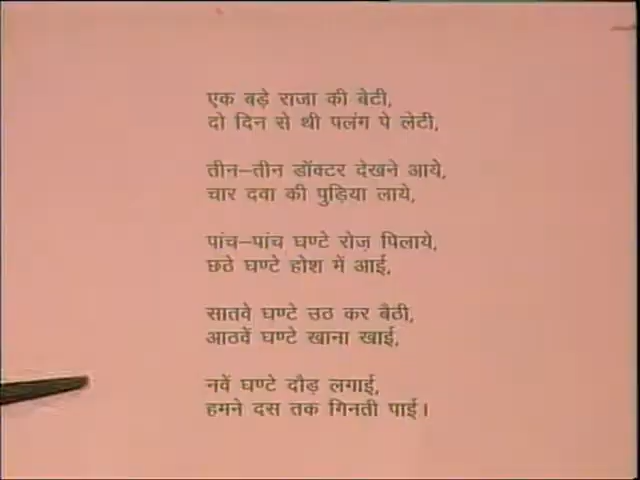 एक बड़े राजा की बेटी,
दो दिन से थी पलंग पे लेटी,
तीन-तीन डॉक्टर देखने आये,
चार दवा की पुड़िया लाये,
पांच-पांच घण्टे रोज़ पिलाये,
छठे घण्टे होश में आई,
सातवे घण्टे उठ कर बैठी,
आठवें घण्टे खाना खाई,
नवें घण्टे दौड़ लगाई,
हमने दस तक गिनती पाई।